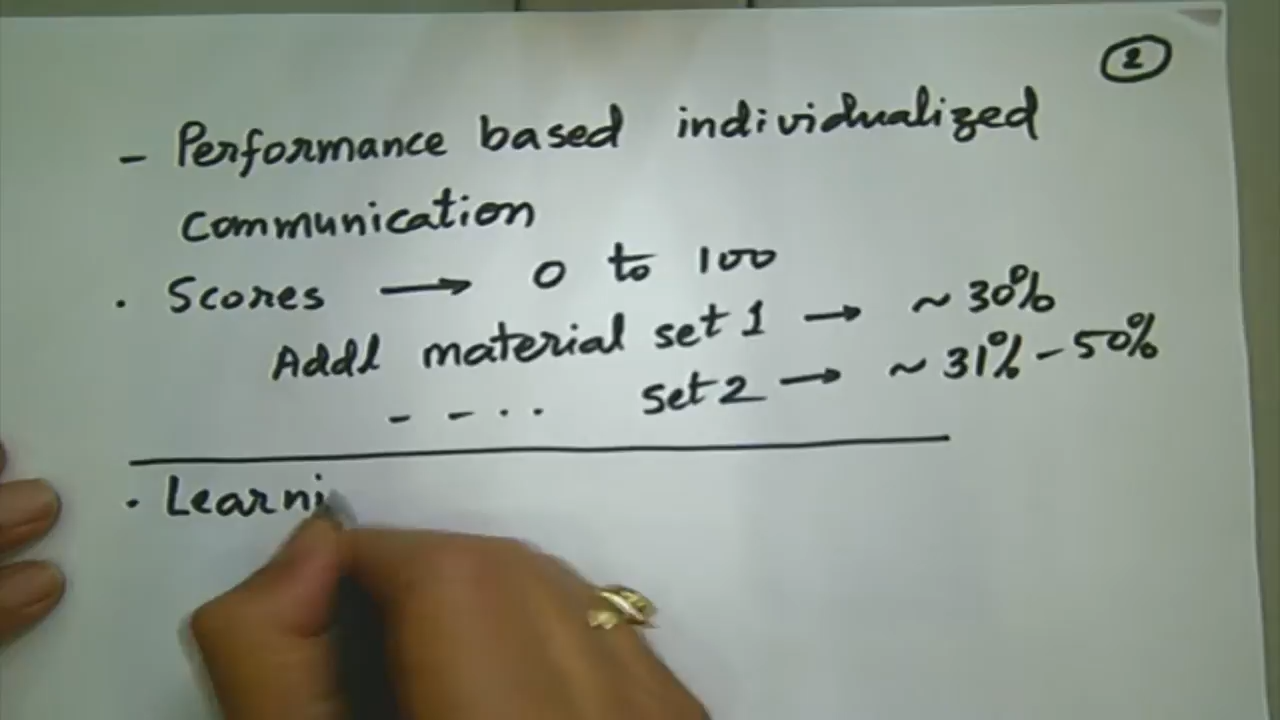 2
- Performance based individualized
communication
. Scores → 0 to 100
Addl material set 1 → ~ 30%
- - . . set 2 → ~ 31% - 50%
. Learni